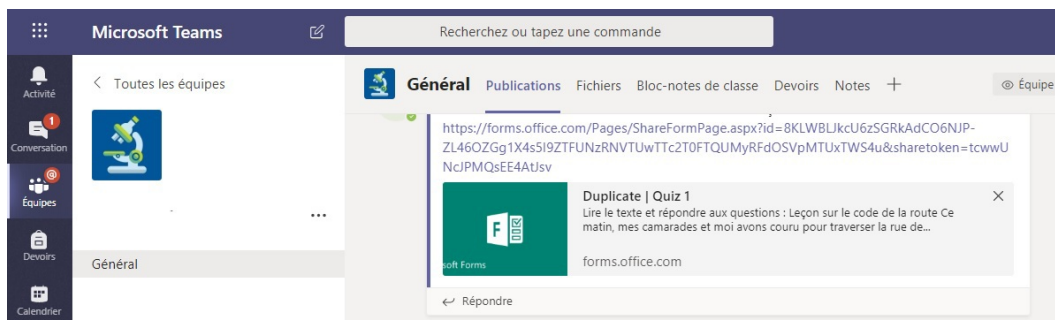 Microsoft Teams
Recherchez ou tapez une commande
Activité
1
Conversation
@
Équipes
Devoirs
Calendrier
Toutes les équipes
...
Général
Général Publications Fichiers Bloc-notes de classe Devoirs Notes +
Équipe
https://forms.office.com/Pages/ShareFormPage.aspx?id=8KLWBLJkcU6zSGRkAdCO6NJP-
ZL46OZGg1X4s5I9ZTFUNzRNVTUwTTc2T0FTQUMyRFdOSVpMTUxTWS4u&sharetoken=tcwwU
NcJPMQsEE4AtJsv
F
soft Forms
Duplicate | Quiz 1
Lire le texte et répondre aux questions : Leçon sur le code de la route Ce
matin, mes camarades et moi avons couru pour traverser la rue de...
forms.office.com
Répondre